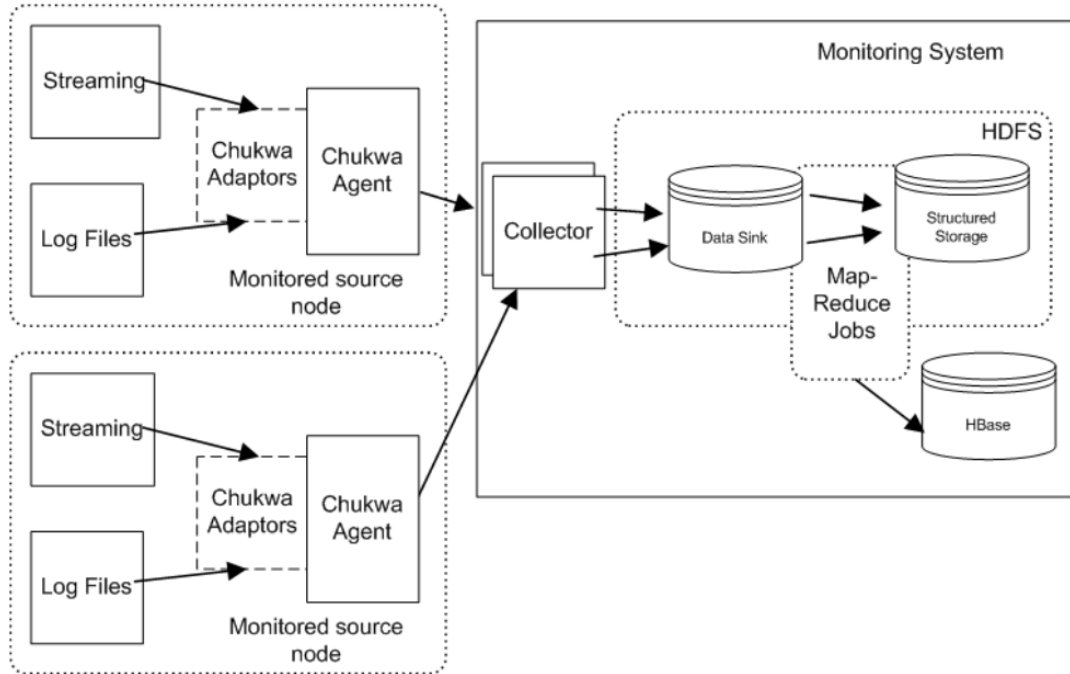 Streaming
Chukwa
Adaptors
Chukwa
Agent
Log Files
Monitored source
node
Streaming
Chukwa
Adaptors
Chukwa
Agent
Log Files
Monitored source
node
Monitoring System
HDFS
Collector
Data Sink
Structured
Storage
Map-
Reduce
Jobs
HBase